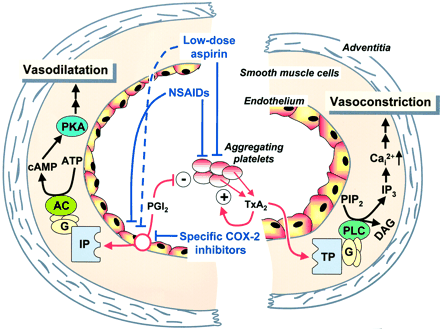 Low-dose
aspirin
Adventitia
Vasodilatation
NSAIDs
Smooth muscle cells
Endothelium
Vasoconstriction
PKA
Aggregating
platelets
Ca2+
cAMP
ATP
-
IP3
PGI2
+
TxA2
PIP2
AC
G
PLC
DAG
G
IP
Specific COX-2
inhibitors
TP